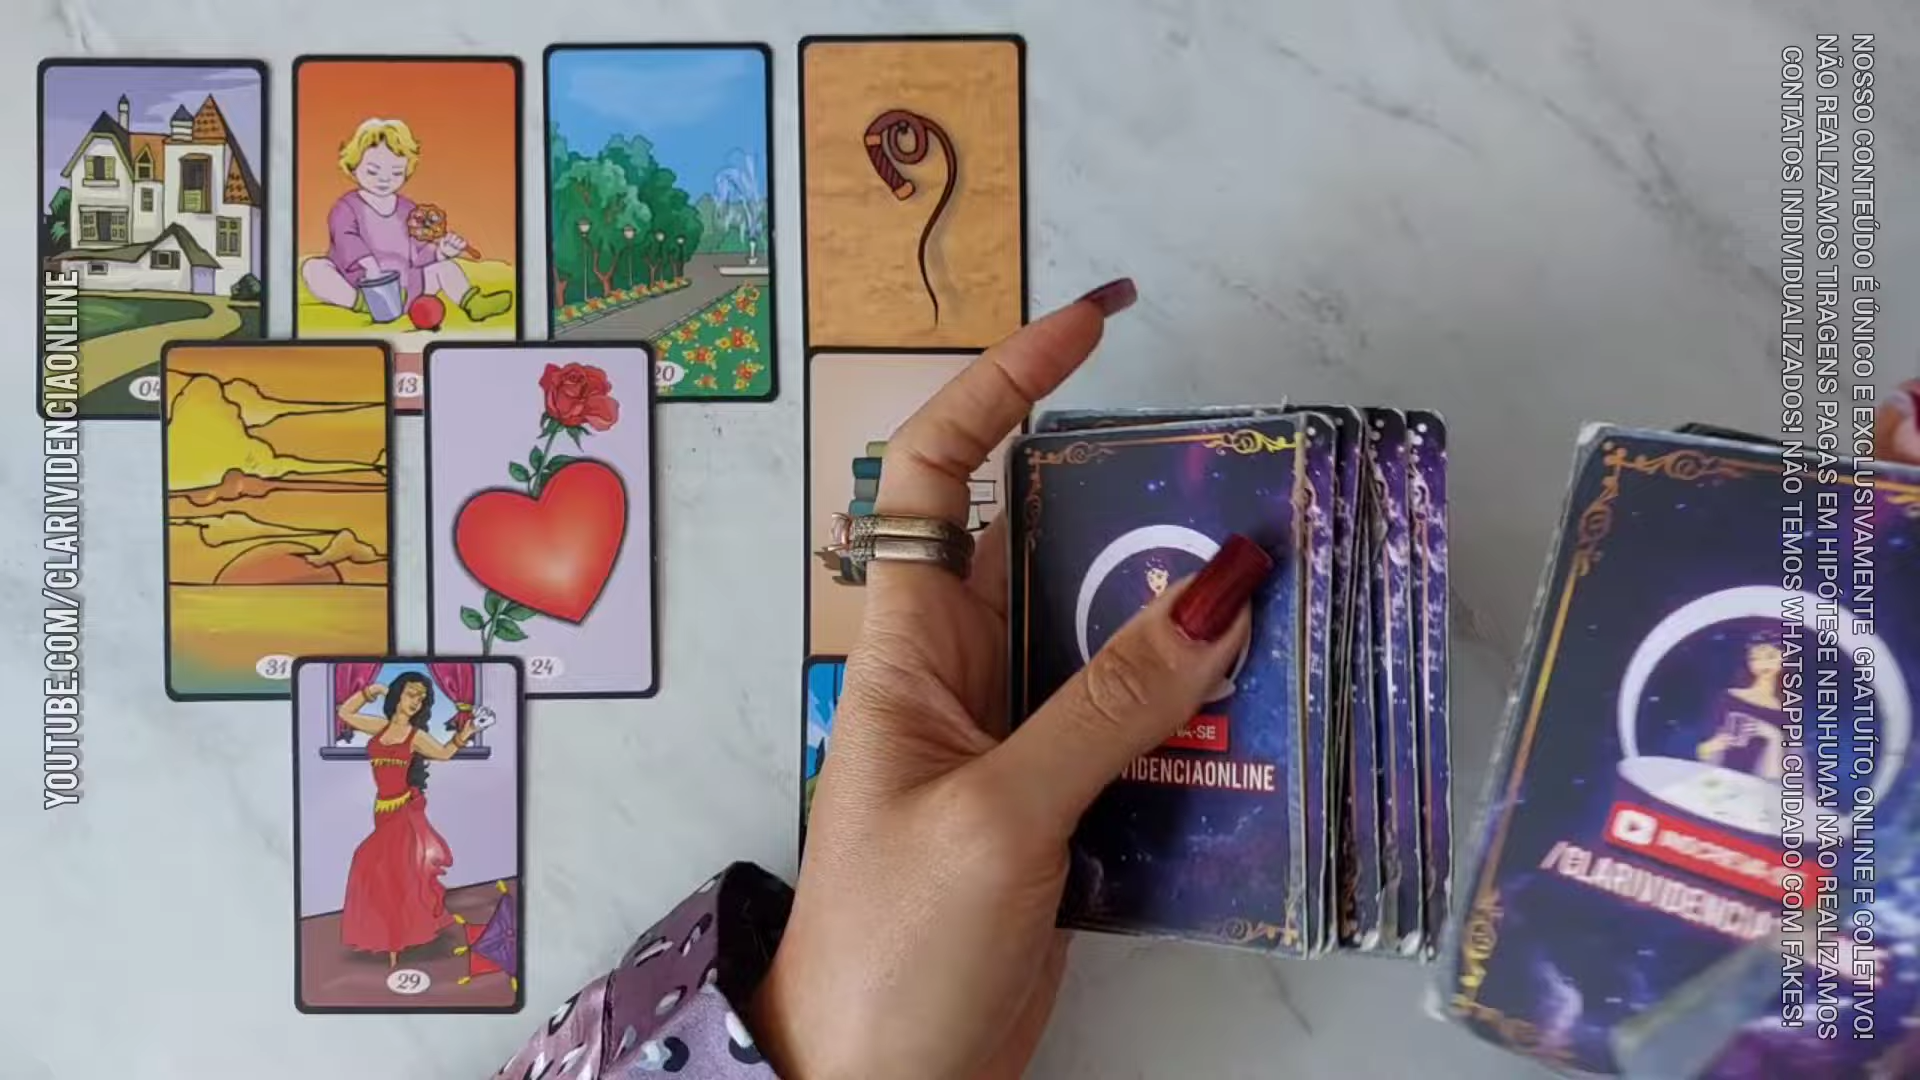 YOUTUBE.COM/CLARIVIDENCIAONLINE
04
13
20
31
24
29
VIDENCIAONLINE
/CLARIVIDENCIA
NOSSO CONTEÚDO É ÚNICO E EXCLUSIVAMENTE GRATUÍTO, ONLINE E COLETIVO!
NÃO REALIZAMOS TIRAGENS PAGAS EM HIPÓTESE NENHUMA! NÃO REALIZAMOS
CONTATOS INDIVIDUALIZADOS! NÃO TEMOS WHATSAPP! CUIDADO COM FAKES!